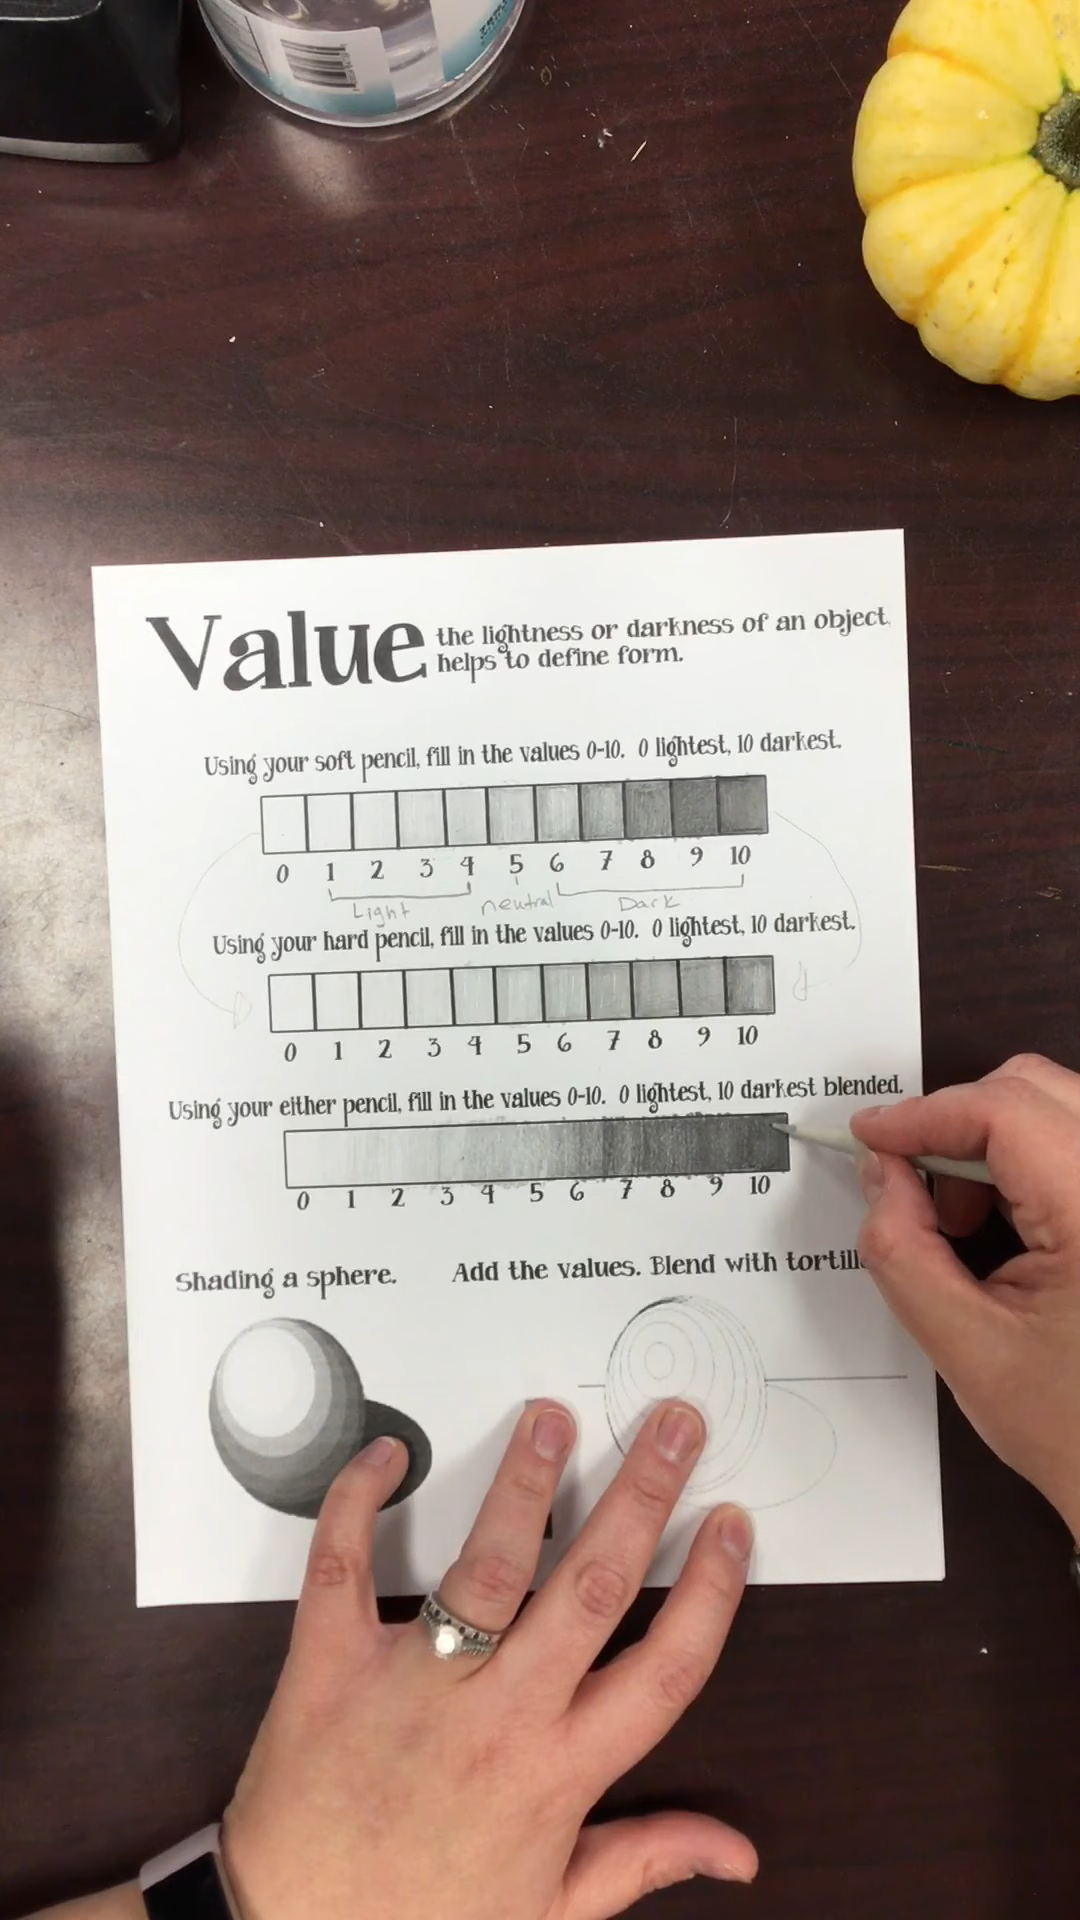 Value
the lightness or darkness of an object,
helps to define form.
Using your soft pencil, fill in the values 0-10. 0 lightest, 10 darkest.
0 1 2 3 4 5 6 7 8 9 10
Light neutral Dark
Using your hard pencil, fill in the values 0-10. 0 lightest, 10 darkest.
0 1 2 3 4 5 6 7 8 9 10
Using your either pencil, fill in the values 0-10. 0 lightest, 10 darkest blended.
0 1 2 3 4 5 6 7 8 9 10
Shading a sphere. Add the values. Blend with